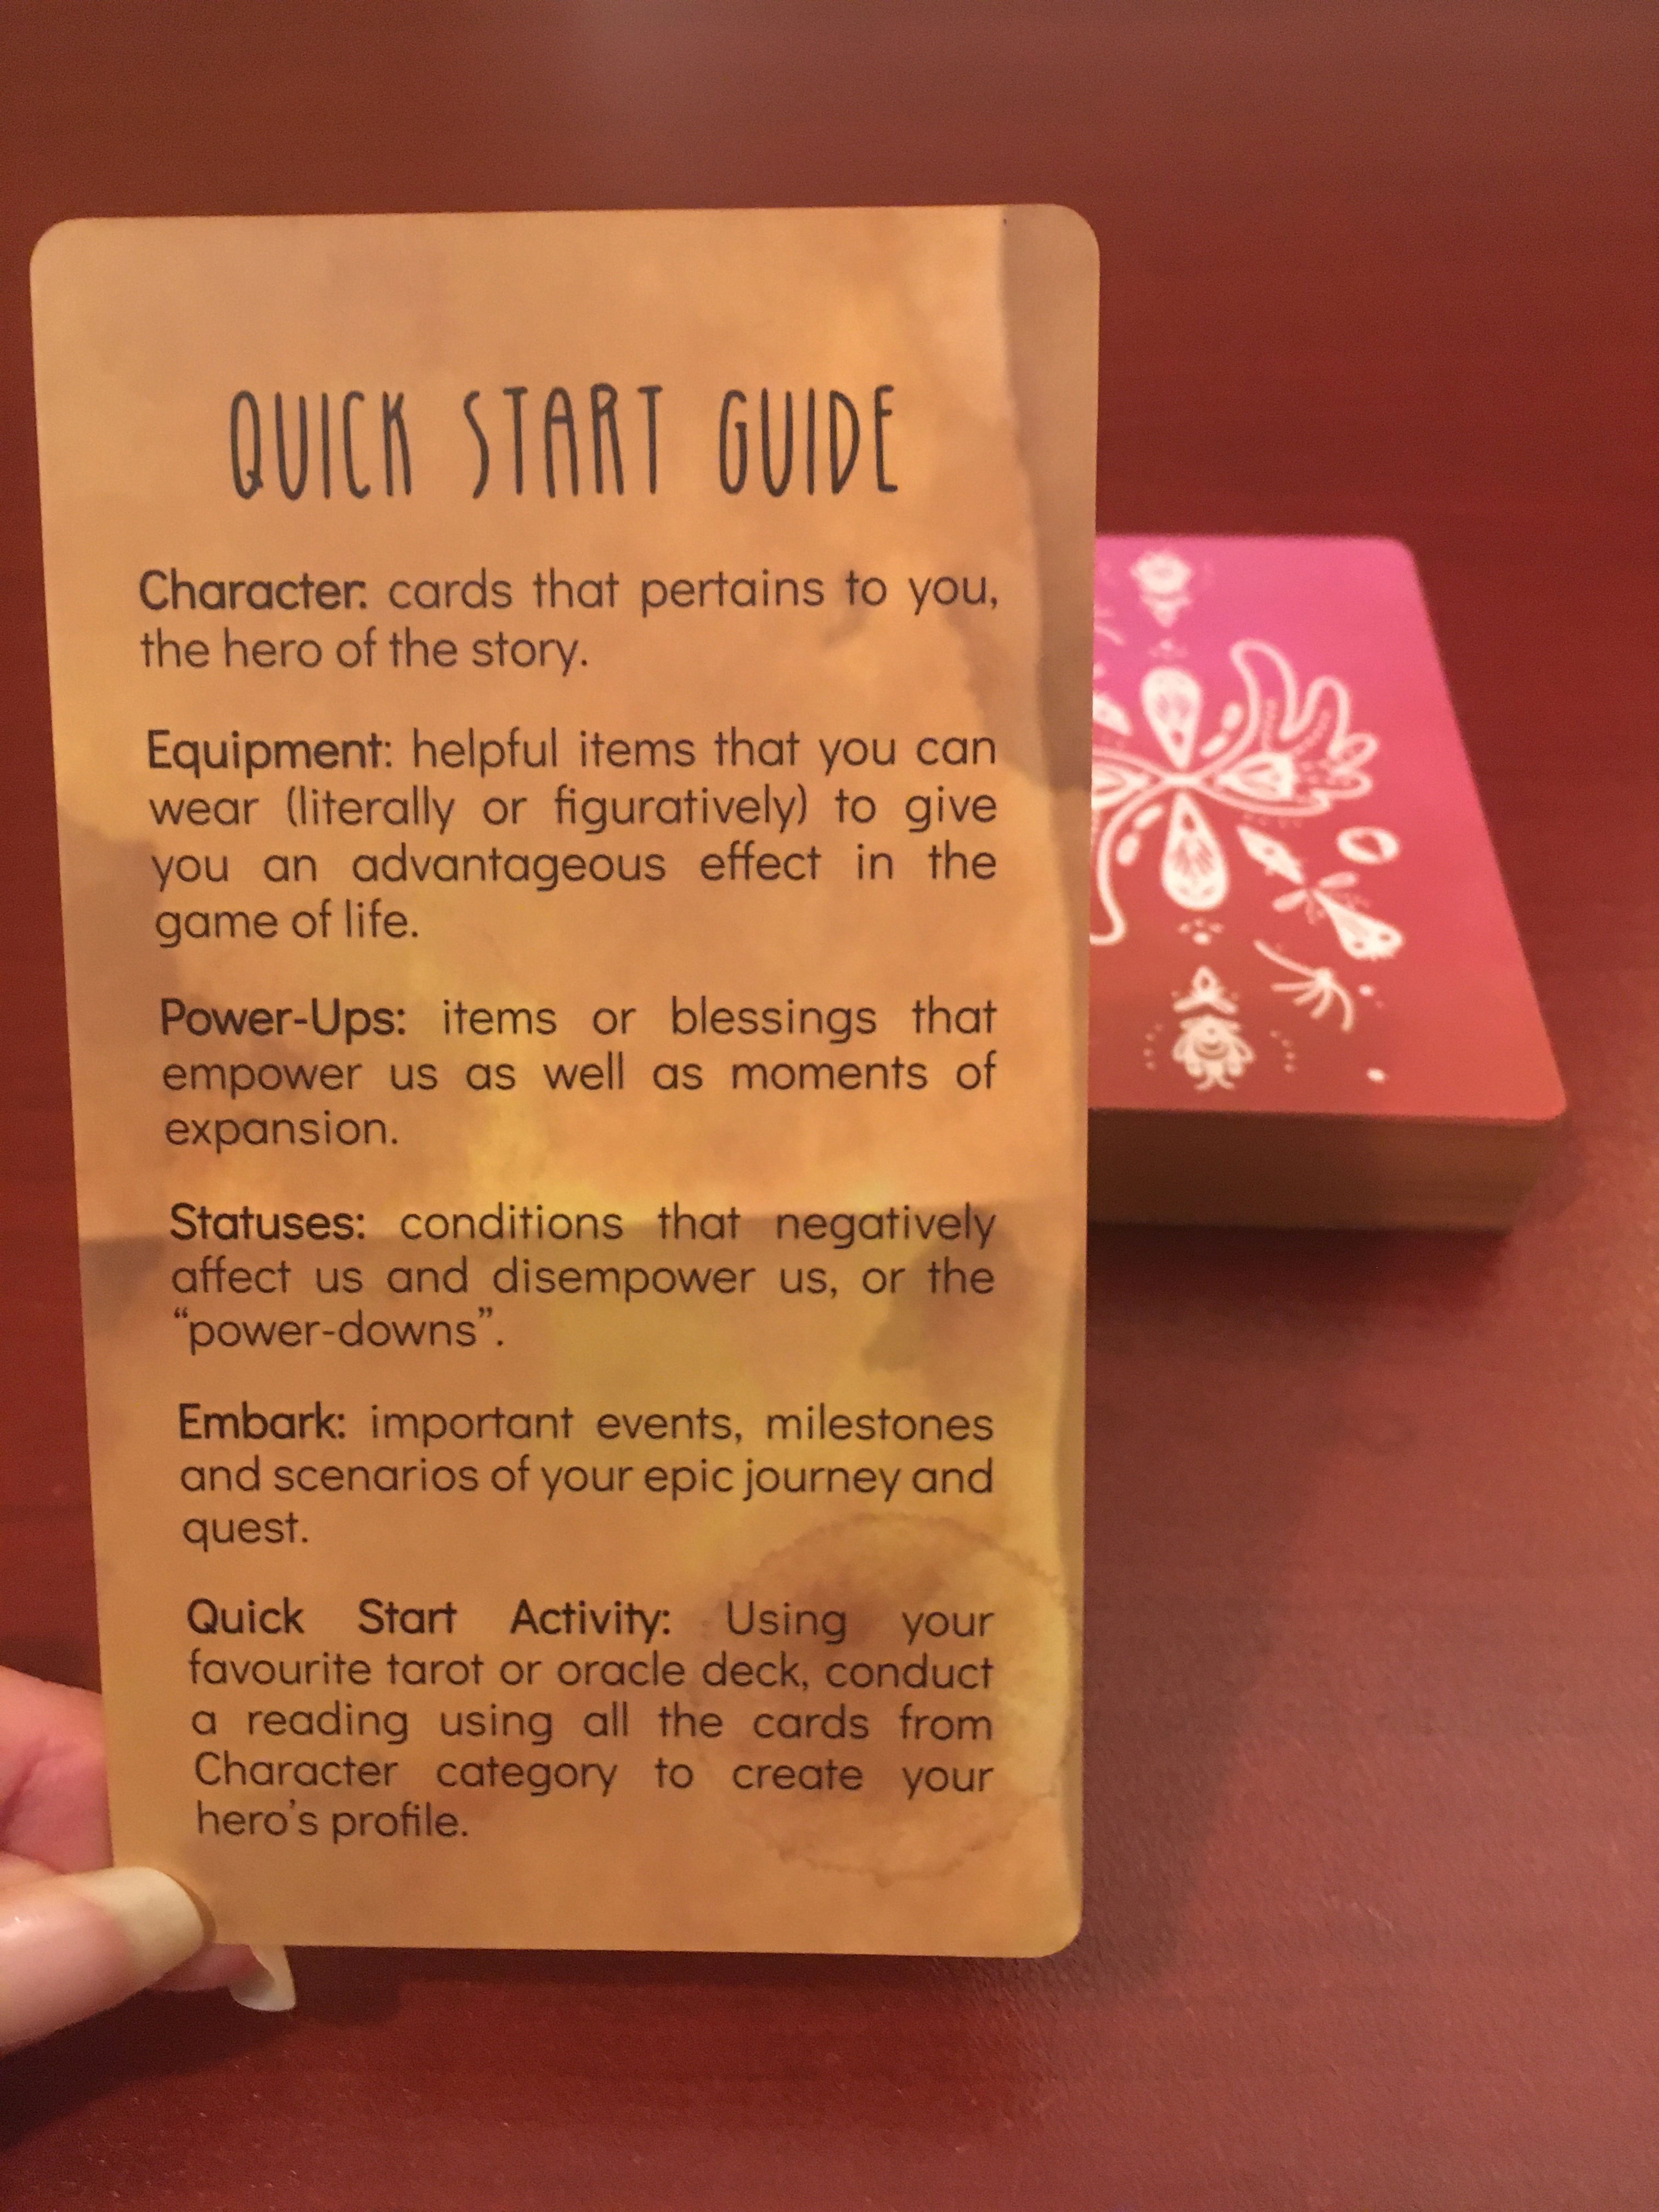 QUICK START GUIDE
Character: cards that pertains to you,
the hero of the story.
Equipment: helpful items that you can
wear (literally or figuratively) to give
you an advantageous effect in the
game of life.
Power-Ups: items or blessings that
empower us as well as moments of
expansion.
Statuses: conditions that negatively
affect us and disempower us, or the
“power-downs”.
Embark: important events, milestones
and scenarios of your epic journey and
quest.
Quick Start Activity: Using your
favourite tarot or oracle deck, conduct
a reading using all the cards from
Character category to create your
hero’s profile.